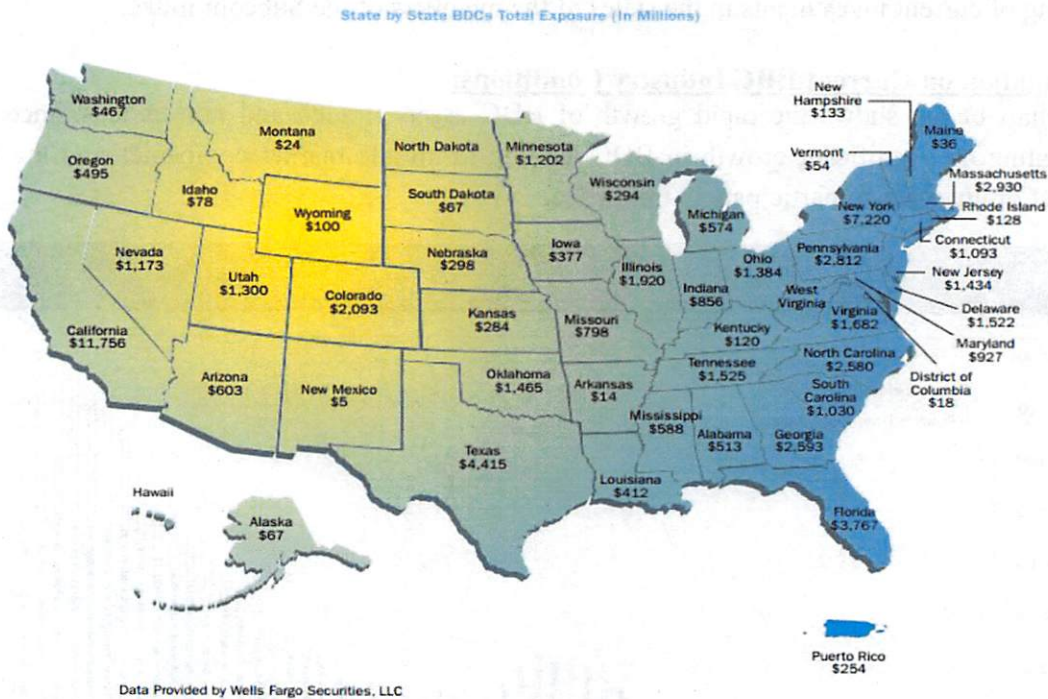 State by State BDCs Total Exposure (In Millions)
Washington
$467
Oregon
$495
California
$11,756
Nevada
$1,173
Idaho
$78
Montana
$24
Wyoming
$100
Utah
$1,300
Colorado
$2,093
Arizona
$603
New Mexico
$5
North Dakota
South Dakota
$67
Nebraska
$298
Kansas
$284
Oklahoma
$1,465
Texas
$4,415
Minnesota
$1,202
Iowa
$377
Missouri
$798
Arkansas
$14
Louisiana
$412
Wisconsin
$294
Illinois
$1,920
Michigan
$574
Indiana
$856
Ohio
$1,384
Kentucky
$120
Tennessee
$1,525
Mississippi
$588
Alabama
$513
Georgia
$2,593
Florida
$3,767
South
Carolina
$1,030
North Carolina
$2,580
Virginia
$1,682
West
Virginia
Pennsylvania
$2,812
New York
$7,220
Vermont
$54
New
Hampshire
$133
Maine
$36
Massachusetts
$2,930
Rhode Island
$128
Connecticut
$1,093
New Jersey
$1,434
Delaware
$1,522
Maryland
$927
District of
Columbia
$18
Hawaii
Alaska
$67
Puerto Rico
$254
Data Provided by Wells Fargo Securities, LLC